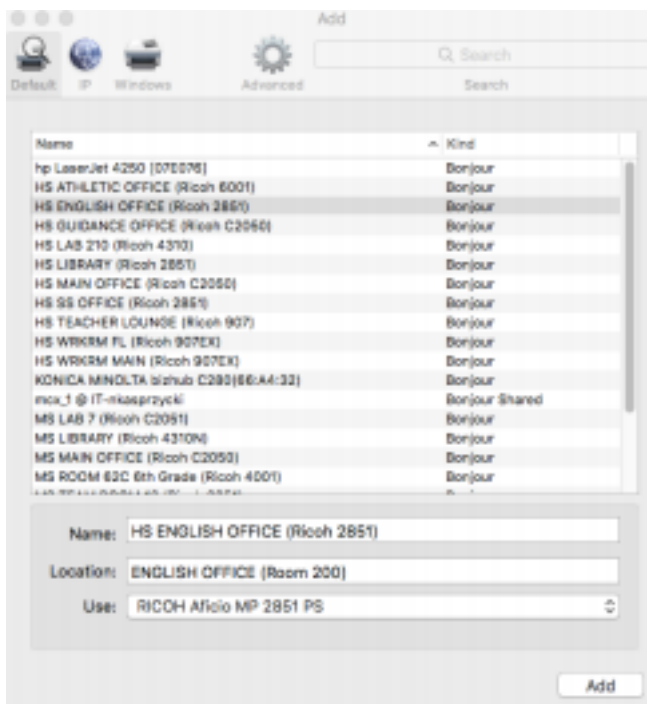 Add
Search
Default IP Windows Advanced Search
Name Kind
hp LaserJet 4250 [070076] Bonjour
HS ATHLETIC OFFICE (Ricoh 6001) Bonjour
HS ENGLISH OFFICE (Ricoh 2851) Bonjour
HS GUIDANCE OFFICE (Ricoh C2050) Bonjour
HS LAB 210 (Ricoh 4310) Bonjour
HS LIBRARY (Ricoh 2851) Bonjour
HS MAIN OFFICE (Ricoh C2050) Bonjour
HS SS OFFICE (Ricoh 2851) Bonjour
HS TEACHER LOUNGE (Ricoh 907) Bonjour
HS WRKRM FL (Ricoh 907EX) Bonjour
HS WRKRM MAIN (Ricoh 907EX) Bonjour
KONICA MINOLTA bizhub C280(66:A4:32) Bonjour
mcx_1 @ IT-nkasprzycki Bonjour Shared
MS LAB 7 (Ricoh C2051) Bonjour
MS LIBRARY (Ricoh 4310N) Bonjour
MS MAIN OFFICE (Ricoh C2050) Bonjour
MS ROOM 62C 6th Grade (Ricoh 4001) Bonjour
Name: HS ENGLISH OFFICE (Ricoh 2851)
Location: ENGLISH OFFICE (Room 200)
Use: RICOH Aficio MP 2851 PS
Add